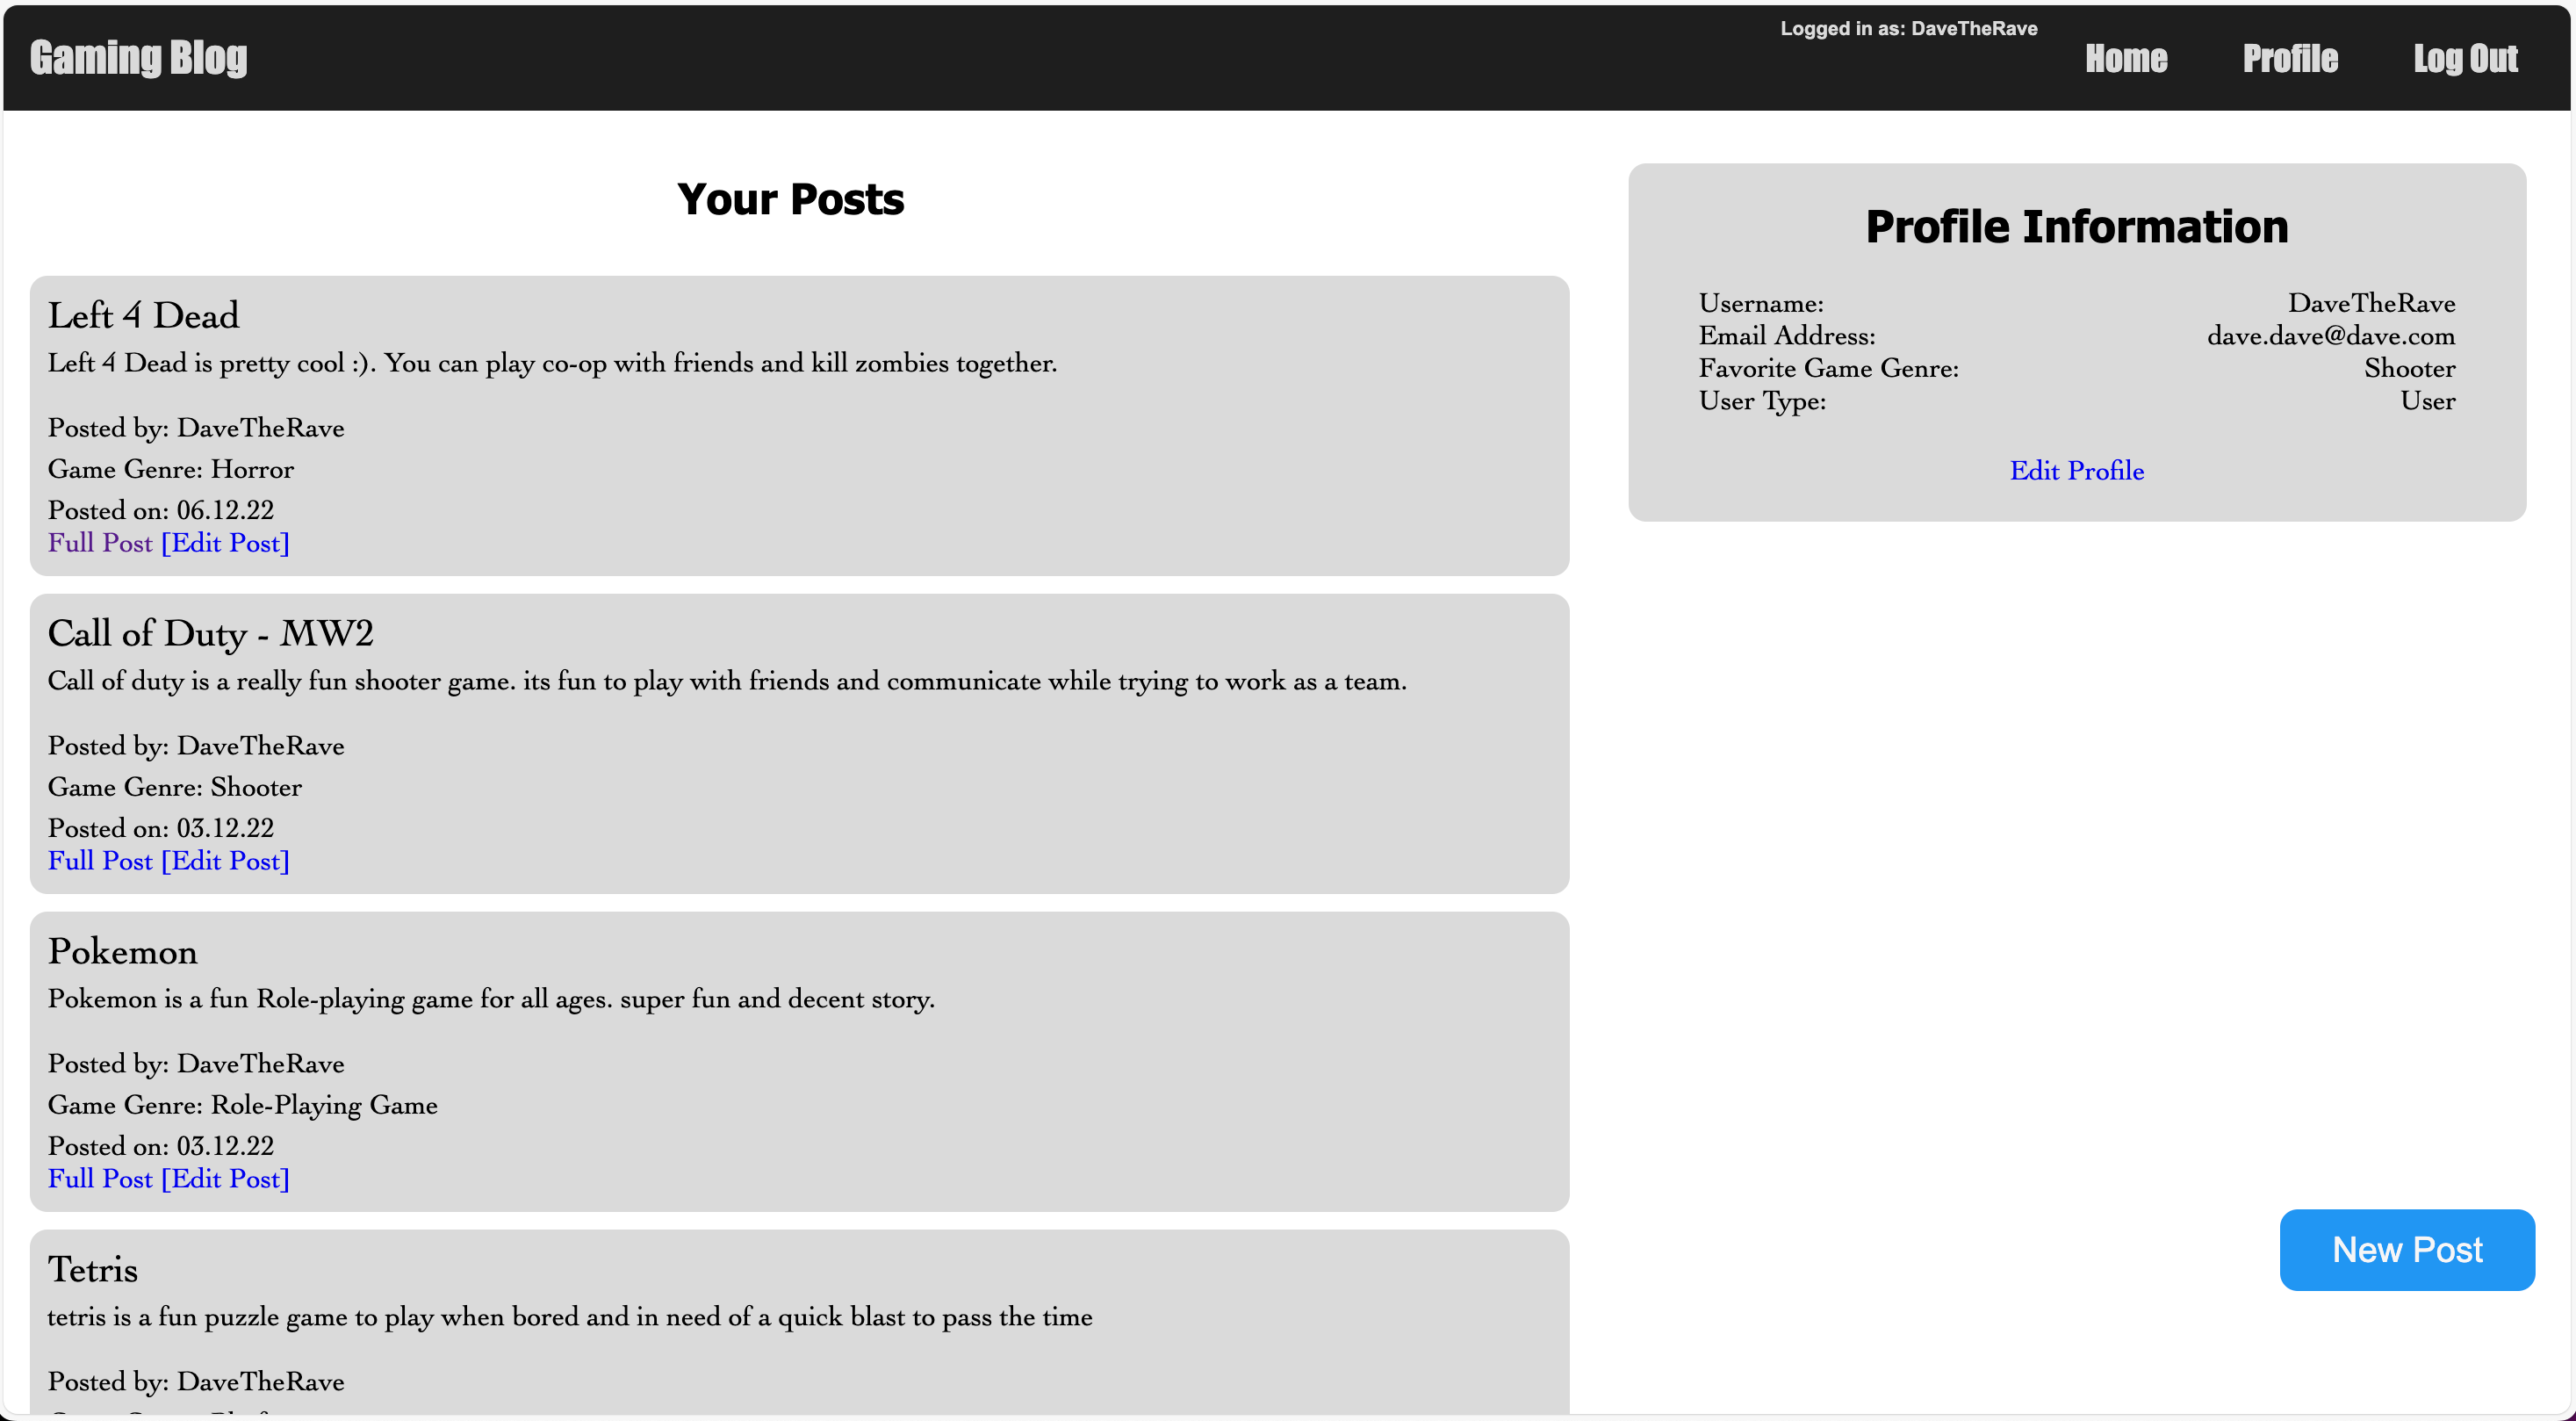 Gaming Blog
Logged in as: DaveTheRave
Home
Profile
Log Out
Your Posts
Left 4 Dead
Left 4 Dead is pretty cool :). You can play co-op with friends and kill zombies together.
Posted by: DaveTheRave
Game Genre: Horror
Posted on: 06.12.22
Full Post [Edit Post]
Call of Duty - MW2
Call of duty is a really fun shooter game. its fun to play with friends and communicate while trying to work as a team.
Posted by: DaveTheRave
Game Genre: Shooter
Posted on: 03.12.22
Full Post [Edit Post]
Pokemon
Pokemon is a fun Role-playing game for all ages. super fun and decent story.
Posted by: DaveTheRave
Game Genre: Role-Playing Game
Posted on: 03.12.22
Full Post [Edit Post]
Tetris
tetris is a fun puzzle game to play when bored and in need of a quick blast to pass the time
Posted by: DaveTheRave
Profile Information
Username: DaveTheRave
Email Address: dave.dave@dave.com
Favorite Game Genre: Shooter
User Type: User
Edit Profile
New Post